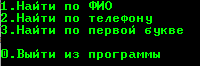 1.Найти по ФИО
2.Найти по телефону
3.Найти по первой букве
0.Выйти из программы